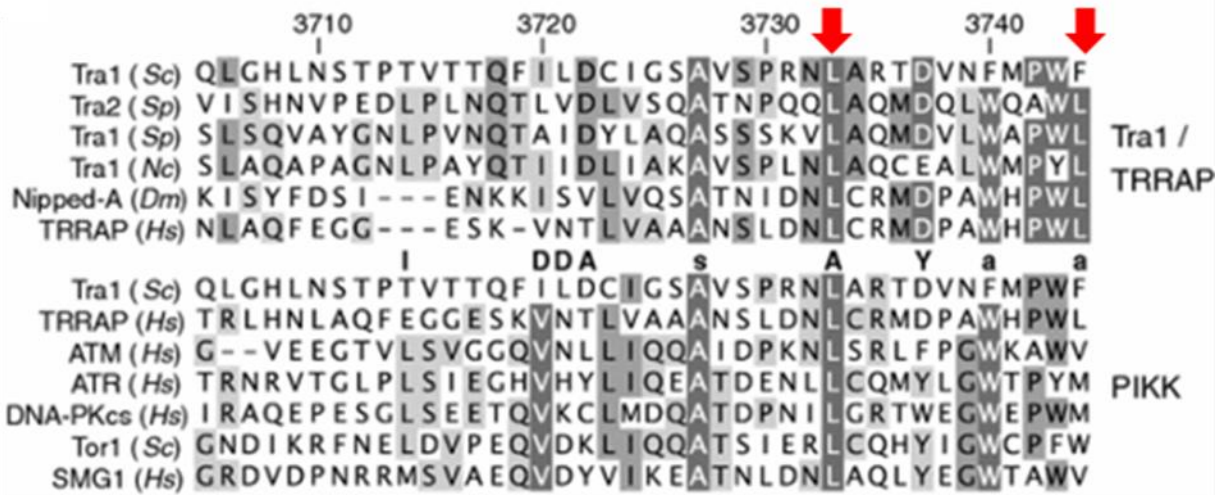 3710 3720 3730 3740
Tra1 (Sc) QLGHLNSTPTVTTQFILDCIGSAVSPRNLARTDVNFMPWF
Tra2 (Sp) VISHNVPEDLPLNQTLVDLVSQATNPQQLAQMDQLWQAWL
Tra1 (Sp) SLSQVAYGNLPVNQTAIDYLAQASSSKVLAQMDVLWAPWL
Tra1 (Nc) SLAQAPAGNLPAYQTIIDLIAKAVSPLNLAQCEALWMPYL
Nipped-A (Dm) KISYFDSI---ENKKISVLVQSATNIDNLCRMDPAWHPWL
TRRAP (Hs) NLAQFEGG---ESK-VNTLVAAANSLDNLCRMDPAWHPWL
Tra1 /
TRRAP
I DDA s A Y a a
Tra1 (Sc) QLGHLNSTPTVTTQFILDCIGSAVSPRNLARTDVNFMPWF
TRRAP (Hs) TRLHNLAQFEGGESKVNTLVAAANSLDNLCRMDPAWHPWL
ATM (Hs) G--VEEGTVLSVGGQVNLLIQQAIDPKNLSRLFPGWKAWV
ATR (Hs) TRNRVTGLPLSIEGHVHYLIQEATDENLLCQMYLGWTPYM
DNA-PKcs (Hs) IRAQEPESGLSEETQVKCLMDQATDPNILGRTWEGWEPWM
Tor1 (Sc) GNDIKRFNELDVPEQVDKLIQQATSIERLCQHYIGWCPFW
SMG1 (Hs) GRDVDPNRRMSVAEQVDYVIKEATNLDNLAQLYEGWTAWV
PIKK